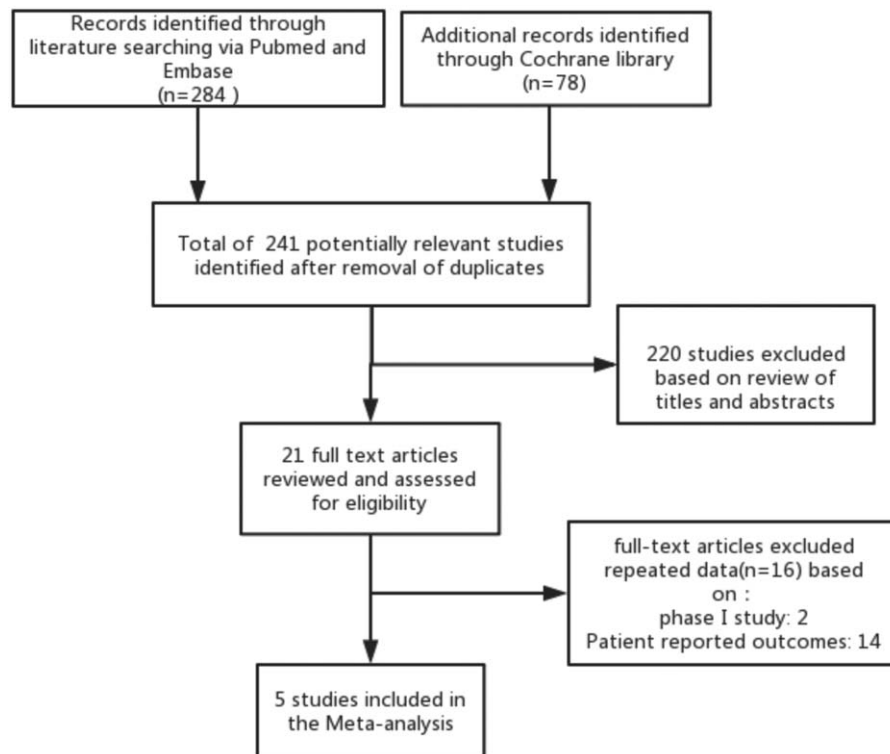 Records identified through
literature searching via Pubmed and
Embase
(n=284 )
Additional records identified
through Cochrane library
(n=78)
Total of 241 potentially relevant studies
identified after removal of duplicates
220 studies excluded
based on review of
titles and abstracts
21 full text articles
reviewed and assessed
for eligibility
full-text articles excluded
repeated data(n=16) based
on :
phase I study: 2
Patient reported outcomes: 14
5 studies included in
the Meta-analysis